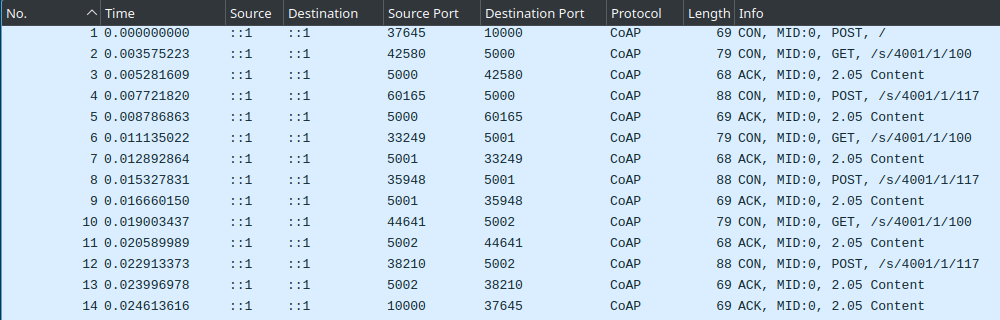 No. Time Source Destination Source Port Destination Port Protocol Length Info
1 0.000000000 ::1 ::1 37645 10000 CoAP 69 CON, MID:0, POST, /
2 0.003575223 ::1 ::1 42580 5000 CoAP 79 CON, MID:0, GET, /s/4001/1/100
3 0.005281609 ::1 ::1 5000 42580 CoAP 68 ACK, MID:0, 2.05 Content
4 0.007721820 ::1 ::1 60165 5000 CoAP 88 CON, MID:0, POST, /s/4001/1/117
5 0.008786863 ::1 ::1 5000 60165 CoAP 69 ACK, MID:0, 2.05 Content
6 0.011135022 ::1 ::1 33249 5001 CoAP 79 CON, MID:0, GET, /s/4001/1/100
7 0.012892864 ::1 ::1 5001 33249 CoAP 68 ACK, MID:0, 2.05 Content
8 0.015327831 ::1 ::1 35948 5001 CoAP 88 CON, MID:0, POST, /s/4001/1/117
9 0.016660150 ::1 ::1 5001 35948 CoAP 69 ACK, MID:0, 2.05 Content
10 0.019003437 ::1 ::1 44641 5002 CoAP 79 CON, MID:0, GET, /s/4001/1/100
11 0.020589989 ::1 ::1 5002 44641 CoAP 68 ACK, MID:0, 2.05 Content
12 0.022913373 ::1 ::1 38210 5002 CoAP 88 CON, MID:0, POST, /s/4001/1/117
13 0.023996978 ::1 ::1 5002 38210 CoAP 69 ACK, MID:0, 2.05 Content
14 0.024613616 ::1 ::1 10000 37645 CoAP 69 ACK, MID:0, 2.05 Content